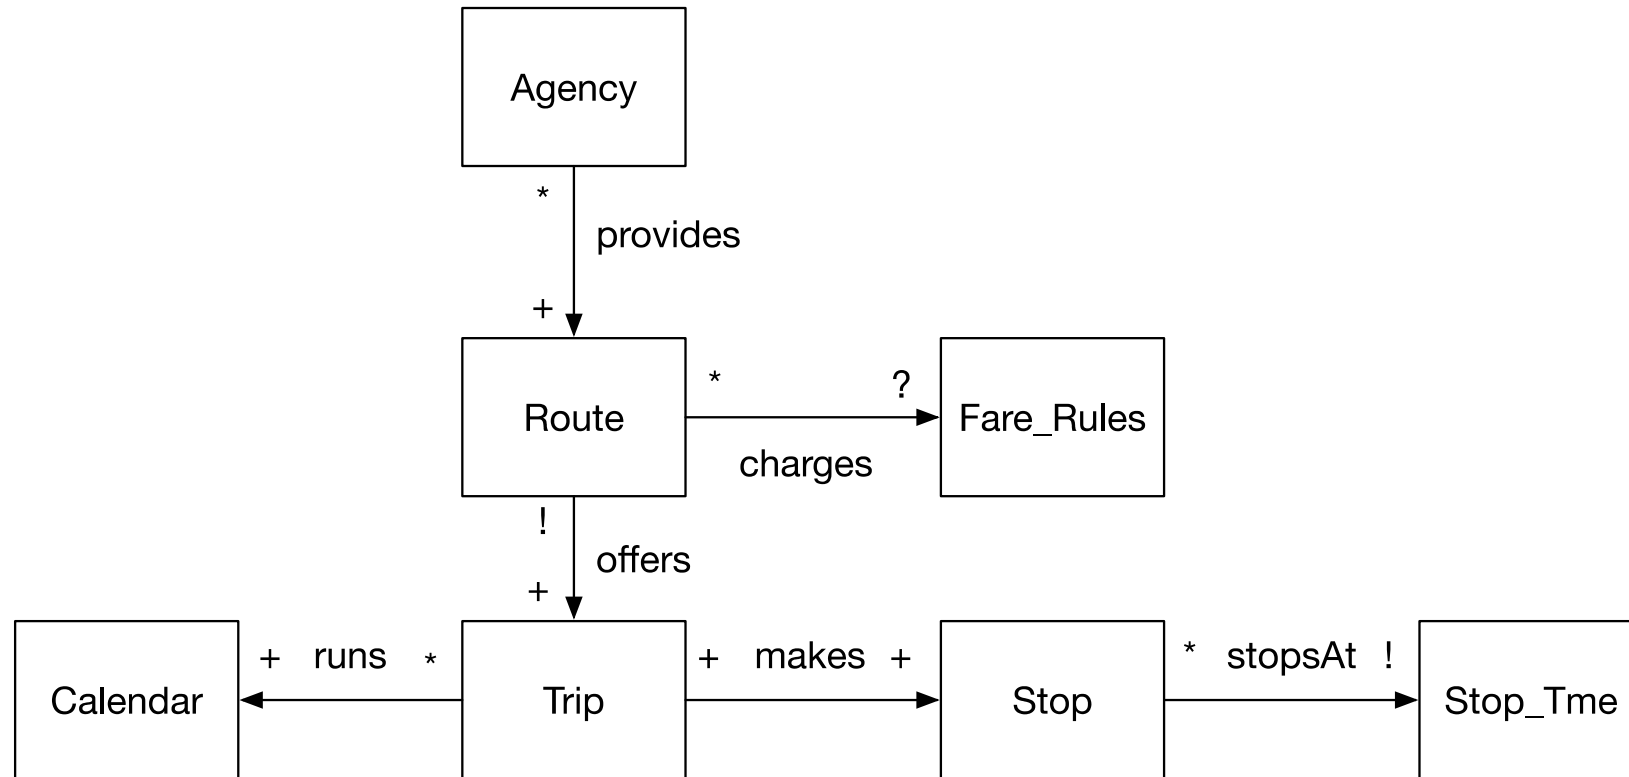 Agency
*
provides
+
Route
* ?
charges
Fare_Rules
!
offers
+
Calendar
+ runs *
Trip
+ makes +
Stop
* stopsAt !
Stop_Tme